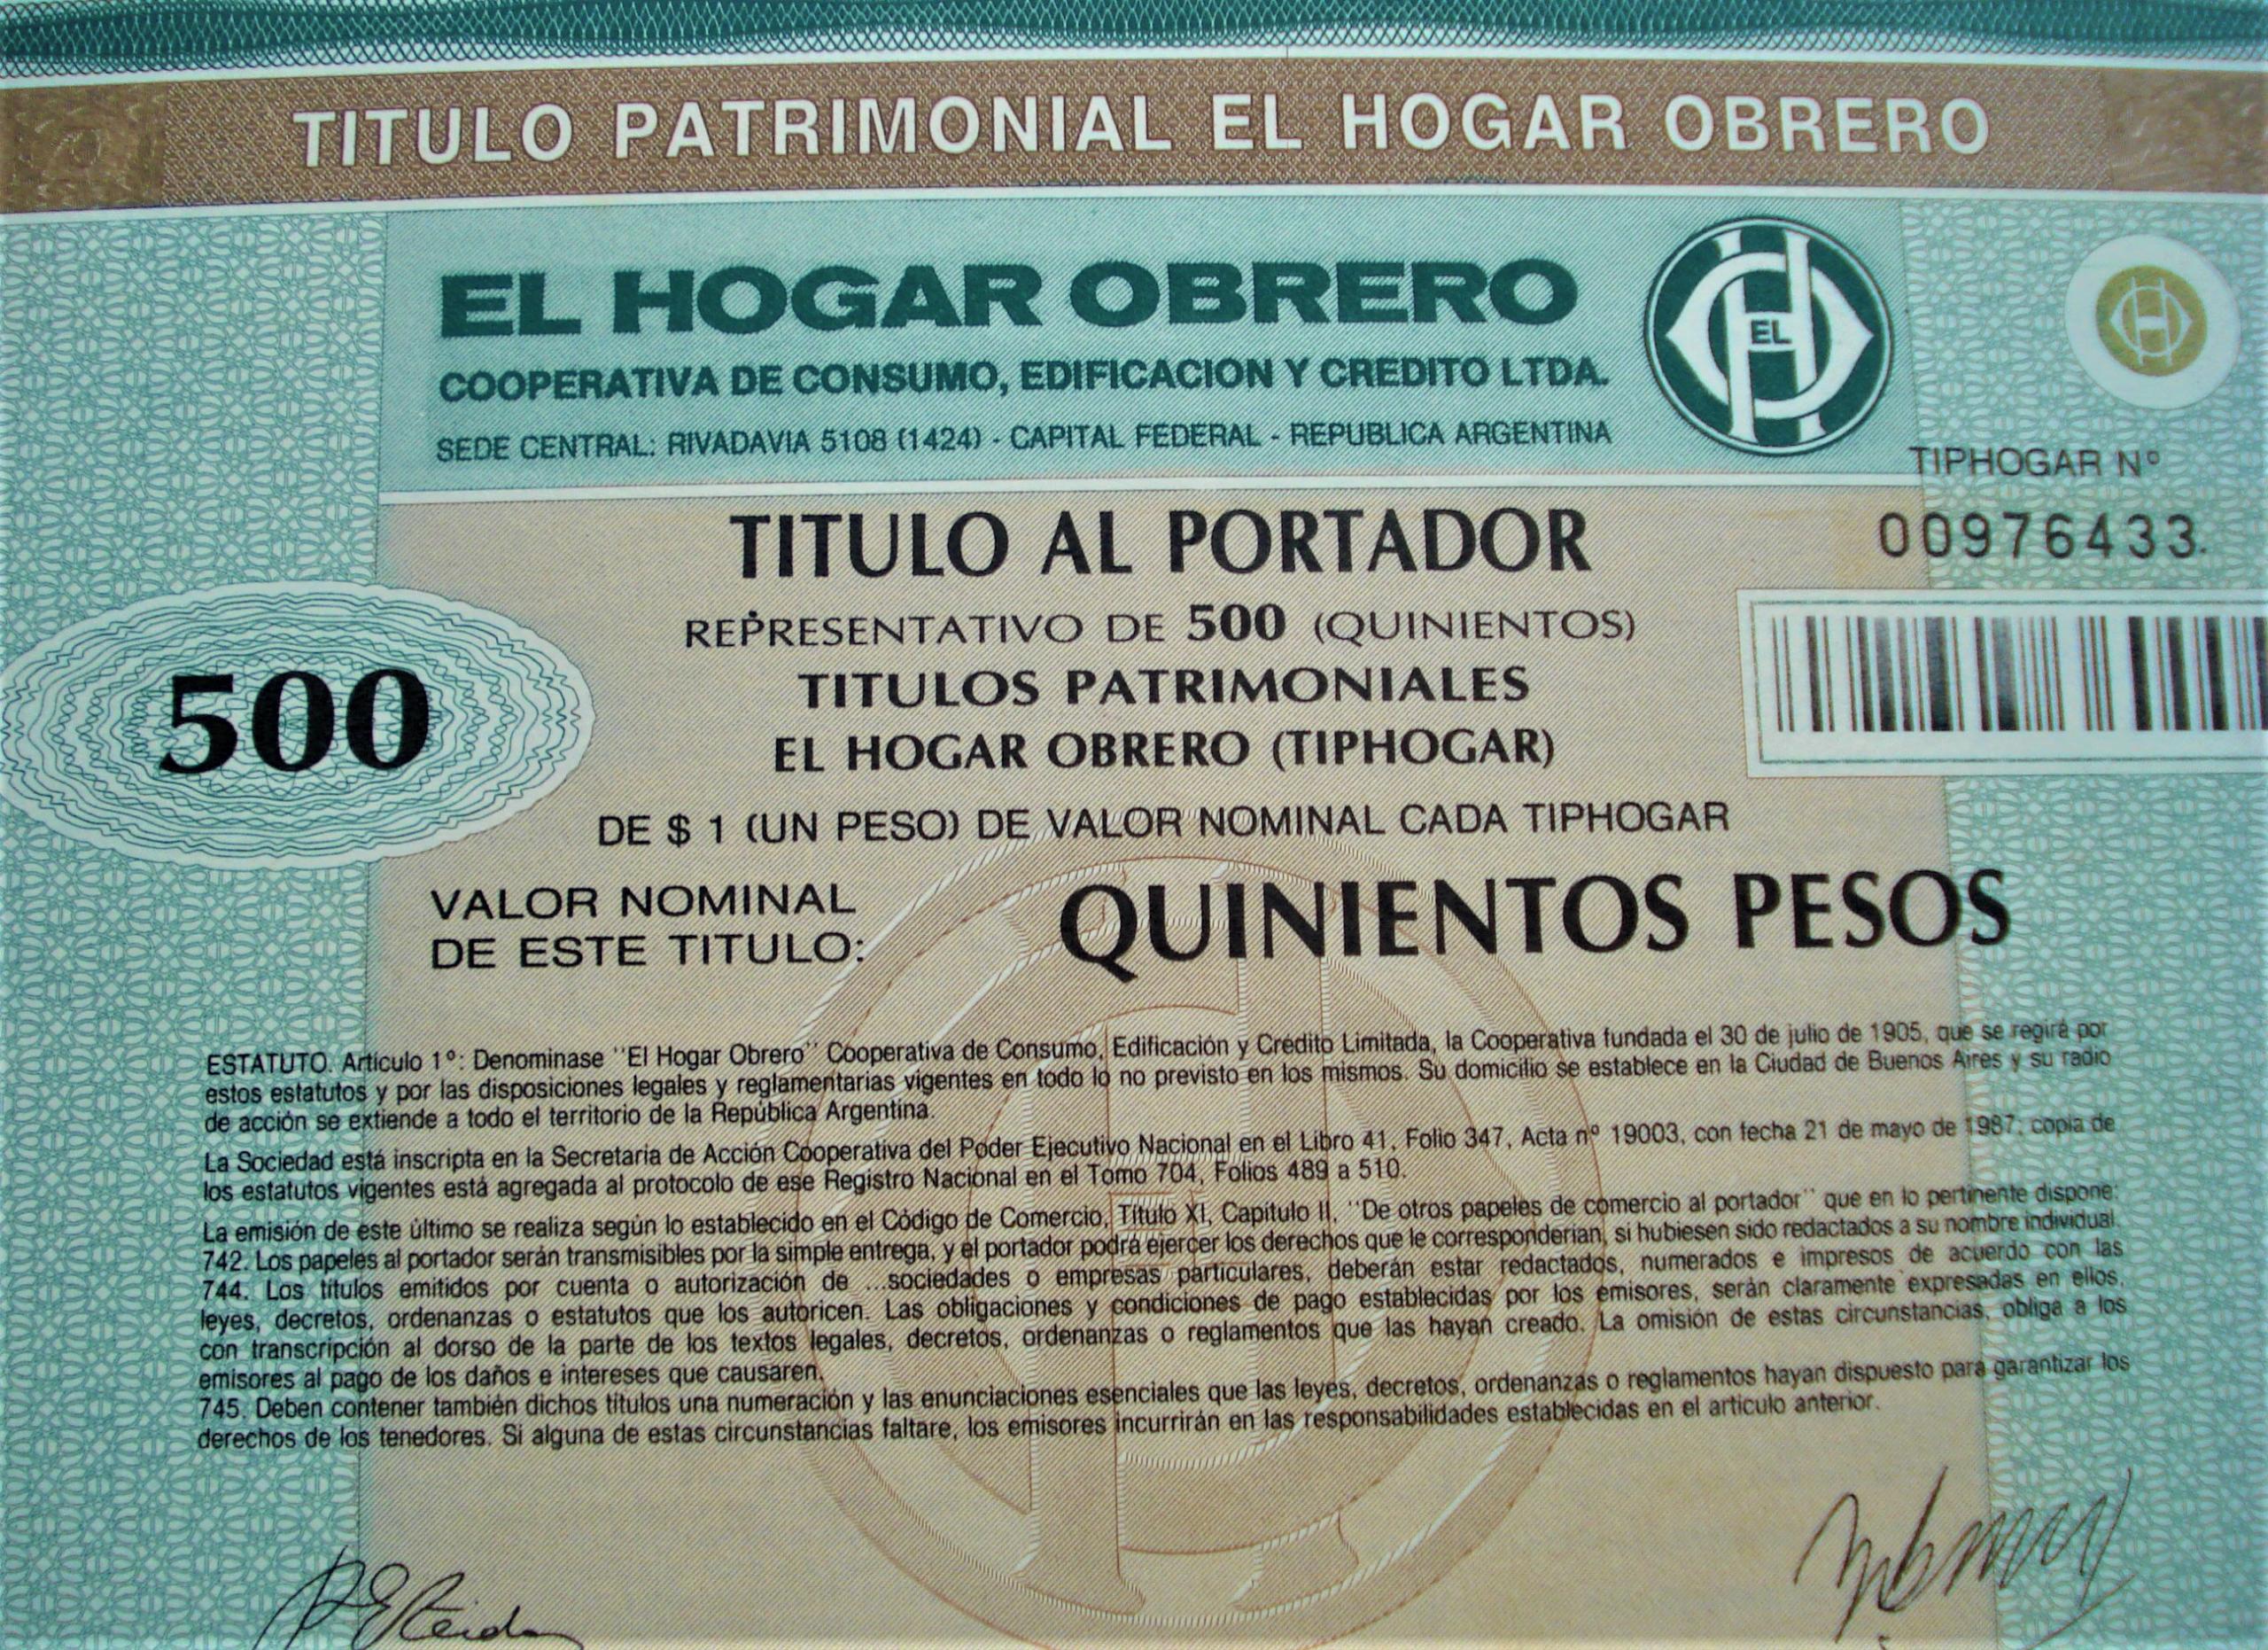 TITULO PATRIMONIAL EL HOGAR OBRERO
EL HOGAR OBRERO
COOPERATIVA DE CONSUMO, EDIFICACION Y CREDITO LTDA.
SEDE CENTRAL: RIVADAVIA 5108 (1424) - CAPITAL FEDERAL - REPUBLICA ARGENTINA
EL
TIPHOGAR Nº
00976433.
TITULO AL PORTADOR
REPRESENTATIVO DE 500 (QUINIENTOS)
TITULOS PATRIMONIALES
EL HOGAR OBRERO (TIPHOGAR)
500
DE $ 1 (UN PESO) DE VALOR NOMINAL CADA TIPHOGAR
VALOR NOMINAL
DE ESTE TITULO:
QUINIENTOS PESOS
ESTATUTO. Artículo 1º: Denominase "El Hogar Obrero" Cooperativa de Consumo, Edificación y Crédito Limitada, la Cooperativa fundada el 30 de julio de 1905, que se regirá por
estos estatutos y por las disposiciones legales y reglamentarias vigentes en todo lo no previsto en los mismos. Su domicilio se establece en la Ciudad de Buenos Aires y su radio
de acción se extiende a todo el territorio de la República Argentina.
La Sociedad está inscripta en la Secretaría de Acción Cooperativa del Poder Ejecutivo Nacional en el Libro 41, Folio 347, Acta nº 19003, con fecha 21 de mayo de 1987; copia de
los estatutos vigentes está agregada al protocolo de ese Registro Nacional en el Tomo 704, Folios 489 a 510.
La emisión de este último se realiza según lo establecido en el Código de Comercio, Título XI, Capítulo II, "De otros papeles de comercio al portador" que en lo pertinente dispone:
742. Los papeles al portador serán transmisibles por la simple entrega, y el portador podrá ejercer los derechos que le corresponderían, si hubiesen sido redactados a su nombre individual.
744. Los títulos emitidos por cuenta o autorización de ...sociedades o empresas particulares, deberán estar redactados, numerados e impresos de acuerdo con las
leyes, decretos, ordenanzas o estatutos que los autoricen. Las obligaciones y condiciones de pago establecidas por los emisores, serán claramente expresadas en ellos,
con transcripción al dorso de la parte de los textos legales, decretos, ordenanzas o reglamentos que las hayan creado. La omisión de estas circunstancias, obliga a los
emisores al pago de los daños e intereses que causaren.
745. Deben contener también dichos títulos una numeración y las enunciaciones esenciales que las leyes, decretos, ordenanzas o reglamentos hayan dispuesto para garantizar los
derechos de los tenedores. Si alguna de estas circunstancias faltare, los emisores incurrirán en las responsabilidades establecidas en el artículo anterior.